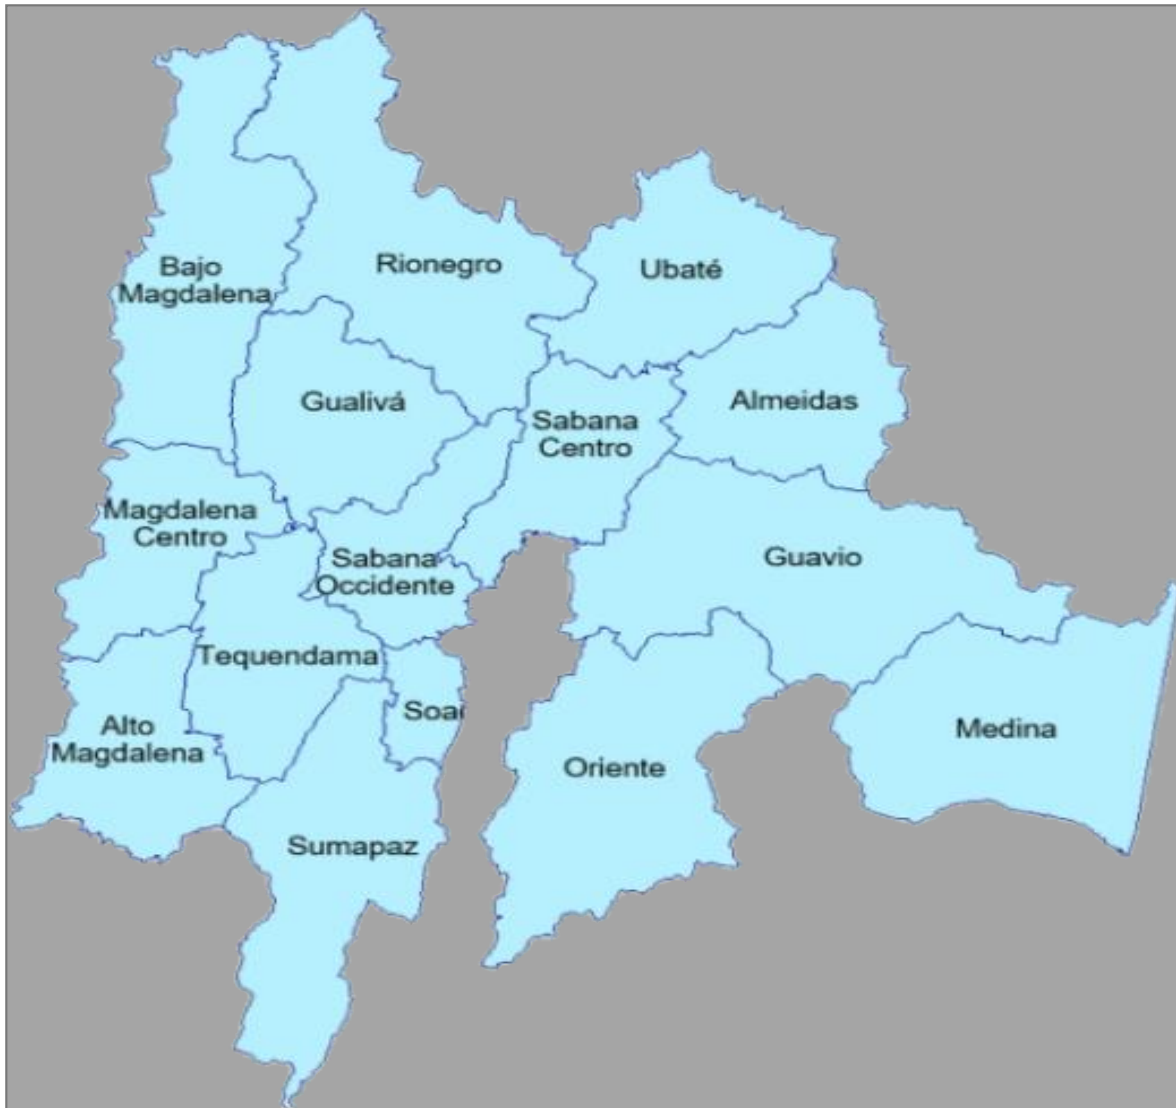 Rionegro
Ubaté
Bajo
Magdalena
Gualivá
Almeidas
Sabana
Centro
Magdalena
Centro
Sabana
Occidente
Guavio
Tequendama
Soa
Alto
Magdalena
Medina
Oriente
Sumapaz